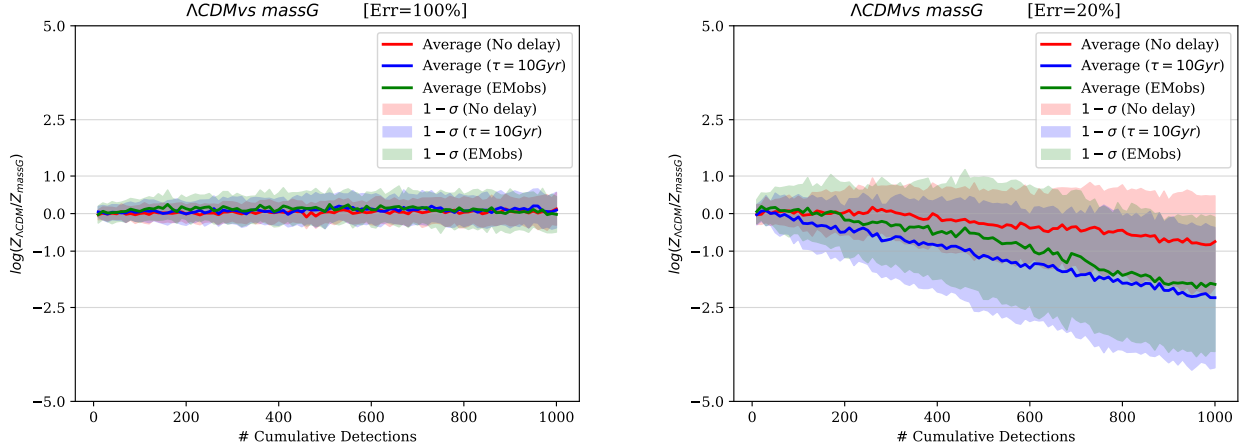 ΛCDMvs massG [Err=100%]
5.0
2.5
1.0
0.0
−1.0
−2.5
−5.0
log(Z_ΛCDM/Z_massG)
Average (No delay)
Average (τ = 10Gyr)
Average (EMobs)
1 − σ (No delay)
1 − σ (τ = 10Gyr)
1 − σ (EMobs)
0 200 400 600 800 1000
# Cumulative Detections
ΛCDMvs massG [Err=20%]
5.0
2.5
1.0
0.0
−1.0
−2.5
−5.0
log(Z_ΛCDM/Z_massG)
Average (No delay)
Average (τ = 10Gyr)
Average (EMobs)
1 − σ (No delay)
1 − σ (τ = 10Gyr)
1 − σ (EMobs)
0 200 400 600 800 1000
# Cumulative Detections